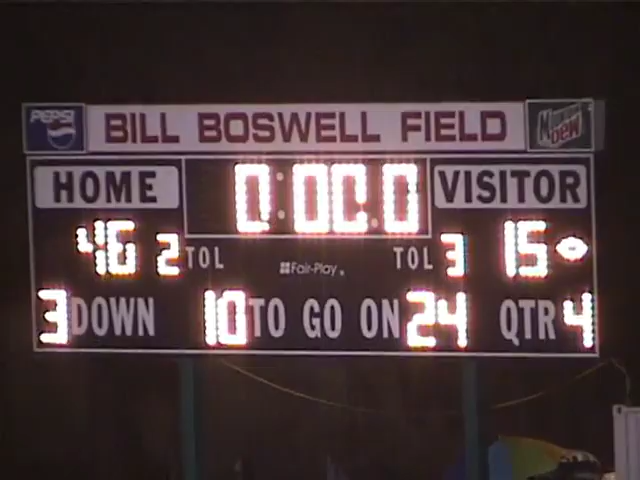 PEPSI BILL BOSWELL FIELD Mountain Dew
HOME 0:00.0 VISITOR
46 2 TOL Fair-Play TOL 3 15
3 DOWN 10 TO GO ON 24 QTR 4